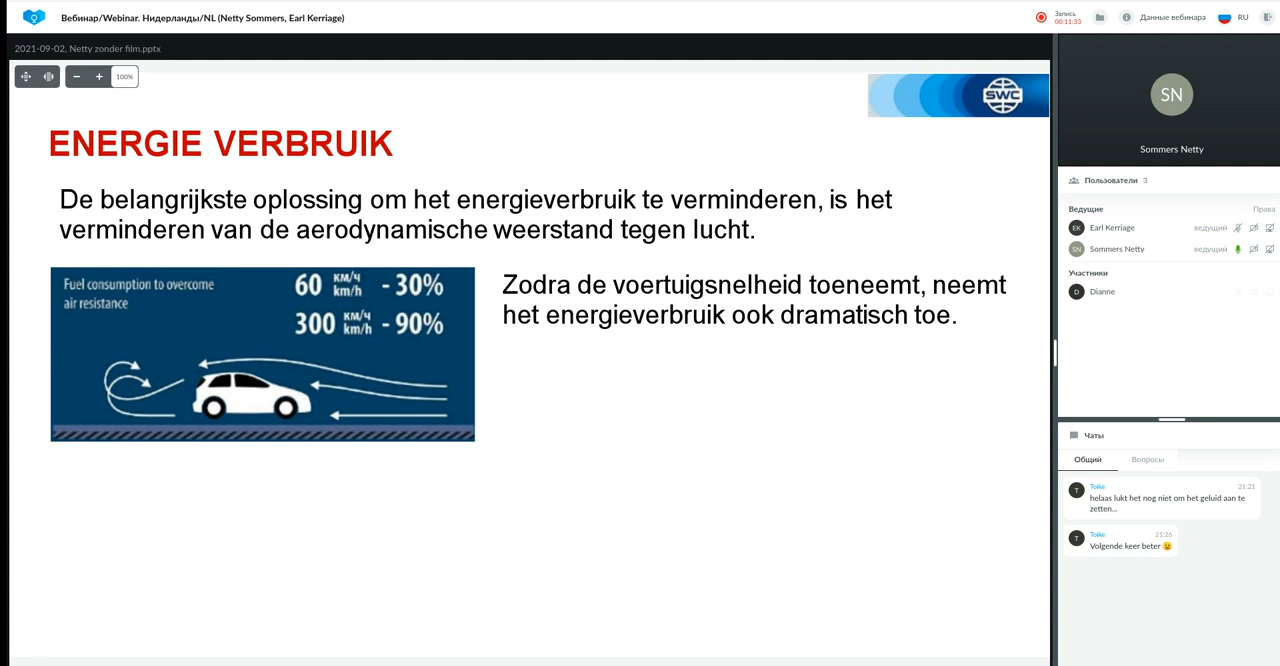 Вебинар/Webinar. Нидерланды/NL (Netty Sommers, Earl Kerriage)
Запись
00:11:33
Данные вебинара
RU
2021-09-02, Netty zonder film.pptx
100%
SWC
ENERGIE VERBRUIK
De belangrijkste oplossing om het energieverbruik te verminderen, is het
verminderen van de aerodynamische weerstand tegen lucht.
Fuel consumption to overcome
air resistance
60 км/ч km/h - 30%
300 км/ч km/h - 90%
Zodra de voertuigsnelheid toeneemt, neemt
het energieverbruik ook dramatisch toe.
SN
Sommers Netty
Пользователи 3
Ведущие Права
EK Earl Kerriage ведущий
SN Sommers Netty ведущий
Участники
D Dianne
Чаты
Общий Вопросы
T Toike 21:21
helaas lukt het nog niet om het geluid aan te
zetten...
T Toike 21:26
Volgende keer beter 😉